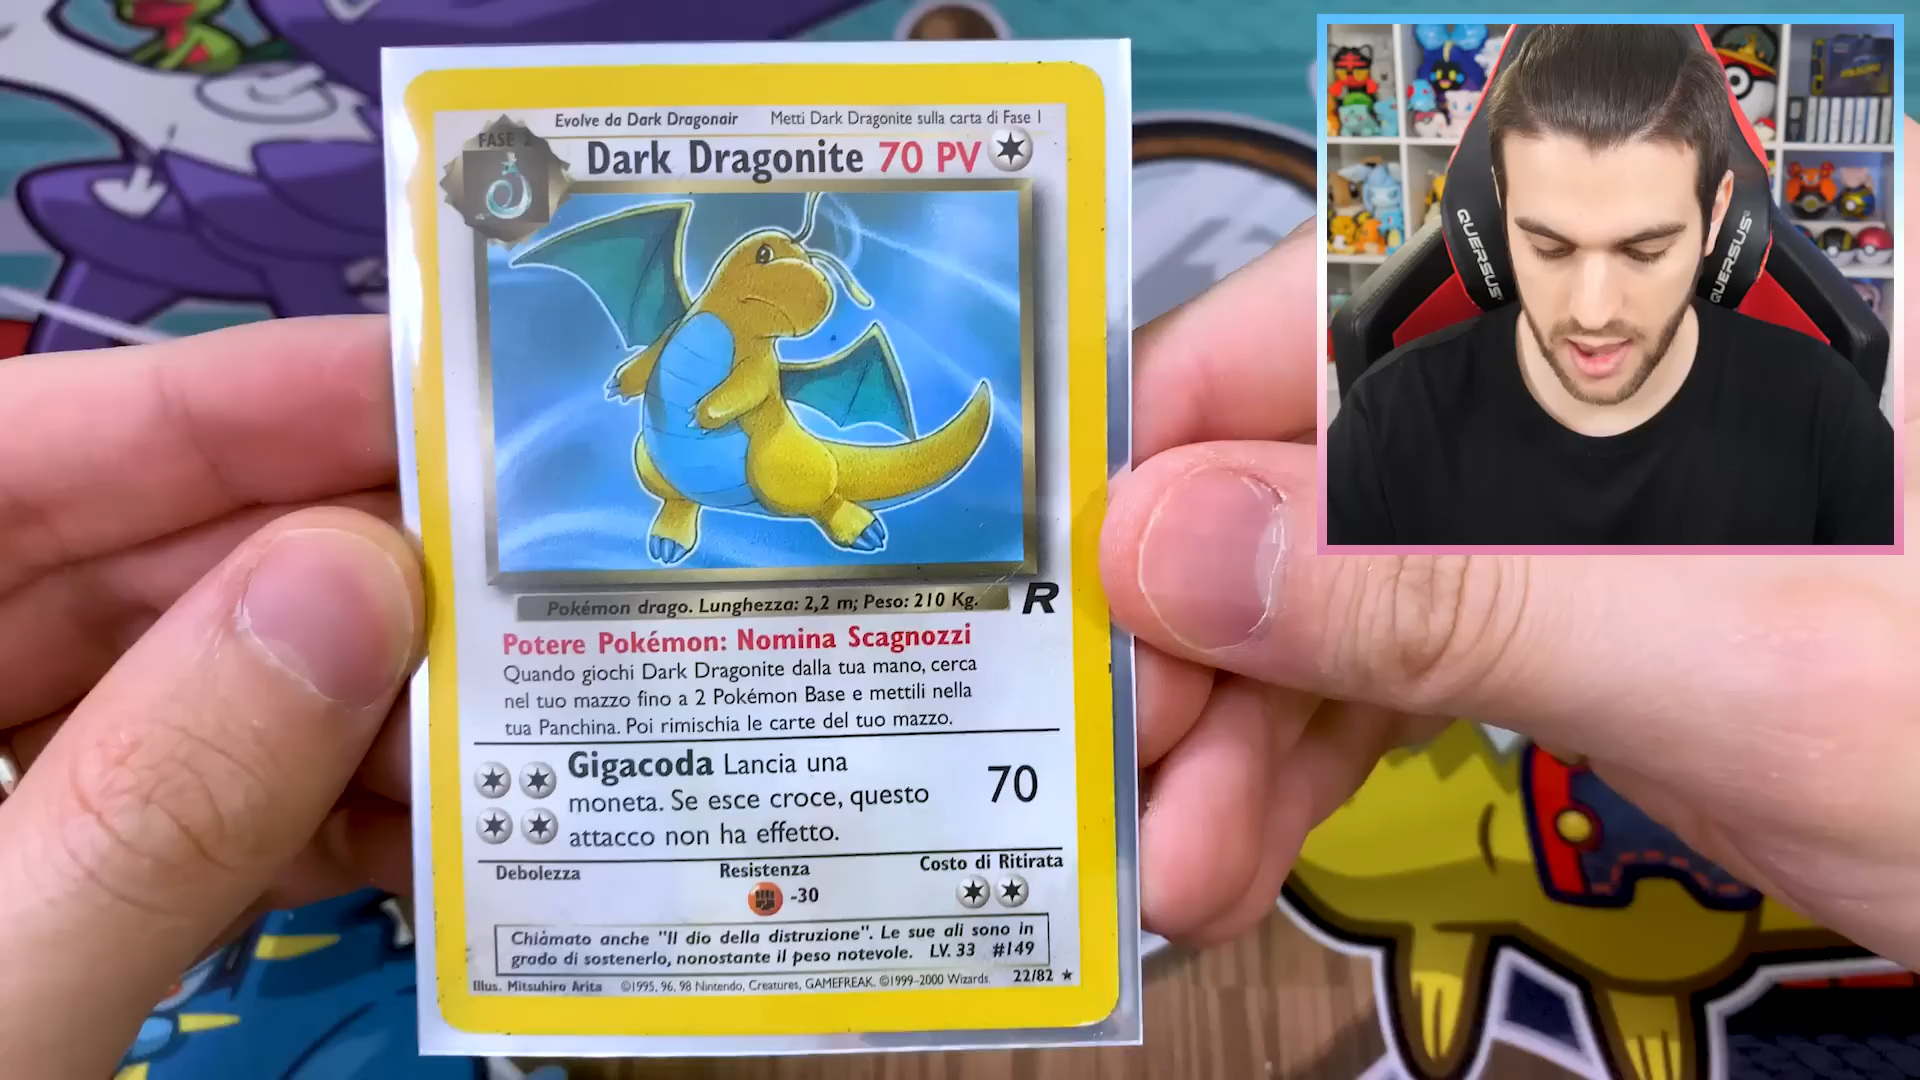 Evolve da Dark Dragonair
Metti Dark Dragonite sulla carta di Fase 1
FASE 2
Dark Dragonite 70 PV
Pokémon drago. Lunghezza: 2,2 m; Peso: 210 Kg.
R
Potere Pokémon: Nomina Scagnozzi
Quando giochi Dark Dragonite dalla tua mano, cerca
nel tuo mazzo fino a 2 Pokémon Base e mettili nella
tua Panchina. Poi rimischia le carte del tuo mazzo.
Gigacoda Lancia una
moneta. Se esce croce, questo
attacco non ha effetto.
70
Debolezza
Resistenza
Costo di Ritirata
-30
Chiamato anche "Il dio della distruzione". Le sue ali sono in
grado di sostenerlo, nonostante il peso notevole. LV. 33 #149
Illus. Mitsuhiro Arita ©1995, 96, 98 Nintendo, Creatures, GAMEFREAK. ©1999-2000 Wizards. 22/82 ★
QUERSUS
QUERSUS